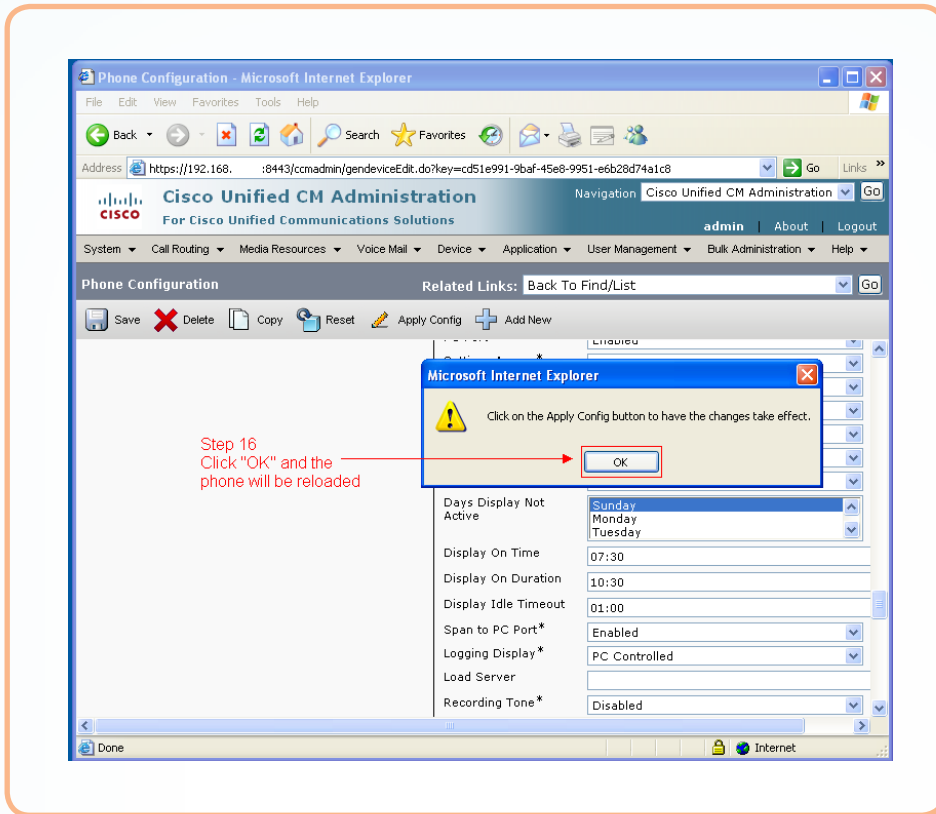 Phone Configuration - Microsoft Internet Explorer
File Edit View Favorites Tools Help
Back Search Favorites
Address https://192.168. :8443/ccmadmin/gendeviceEdit.do?key=cd51e991-9baf-45e8-9951-e6b28d74a1c8 Go Links »
CISCO
Cisco Unified CM Administration
For Cisco Unified Communications Solutions
Navigation Cisco Unified CM Administration Go
admin | About | Logout
System Call Routing Media Resources Voice Mail Device Application User Management Bulk Administration Help
Phone Configuration Related Links: Back To Find/List Go
Save Delete Copy Reset Apply Config Add New
Enabled
Microsoft Internet Explorer
Click on the Apply Config button to have the changes take effect.
OK
Step 16
Click "OK" and the
phone will be reloaded
Days Display Not
Active
Sunday
Monday
Tuesday
Display On Time 07:30
Display On Duration 10:30
Display Idle Timeout 01:00
Span to PC Port* Enabled
Logging Display* PC Controlled
Load Server
Recording Tone* Disabled
Done Internet